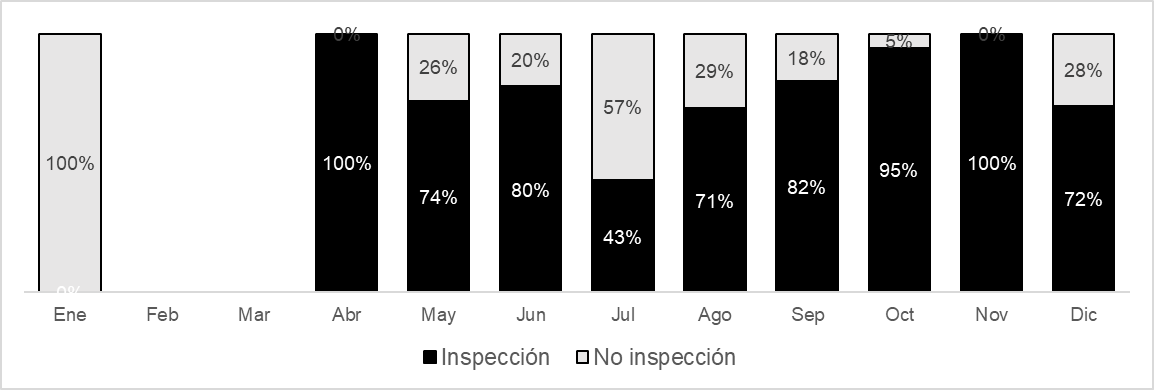 0% 0%
5%
26% 20% 57% 29% 18% 28%
100% 100% 74% 80% 43% 71% 82% 95% 100% 72%
0%
Ene Feb Mar Abr May Jun Jul Ago Sep Oct Nov Dic
Inspección No inspección